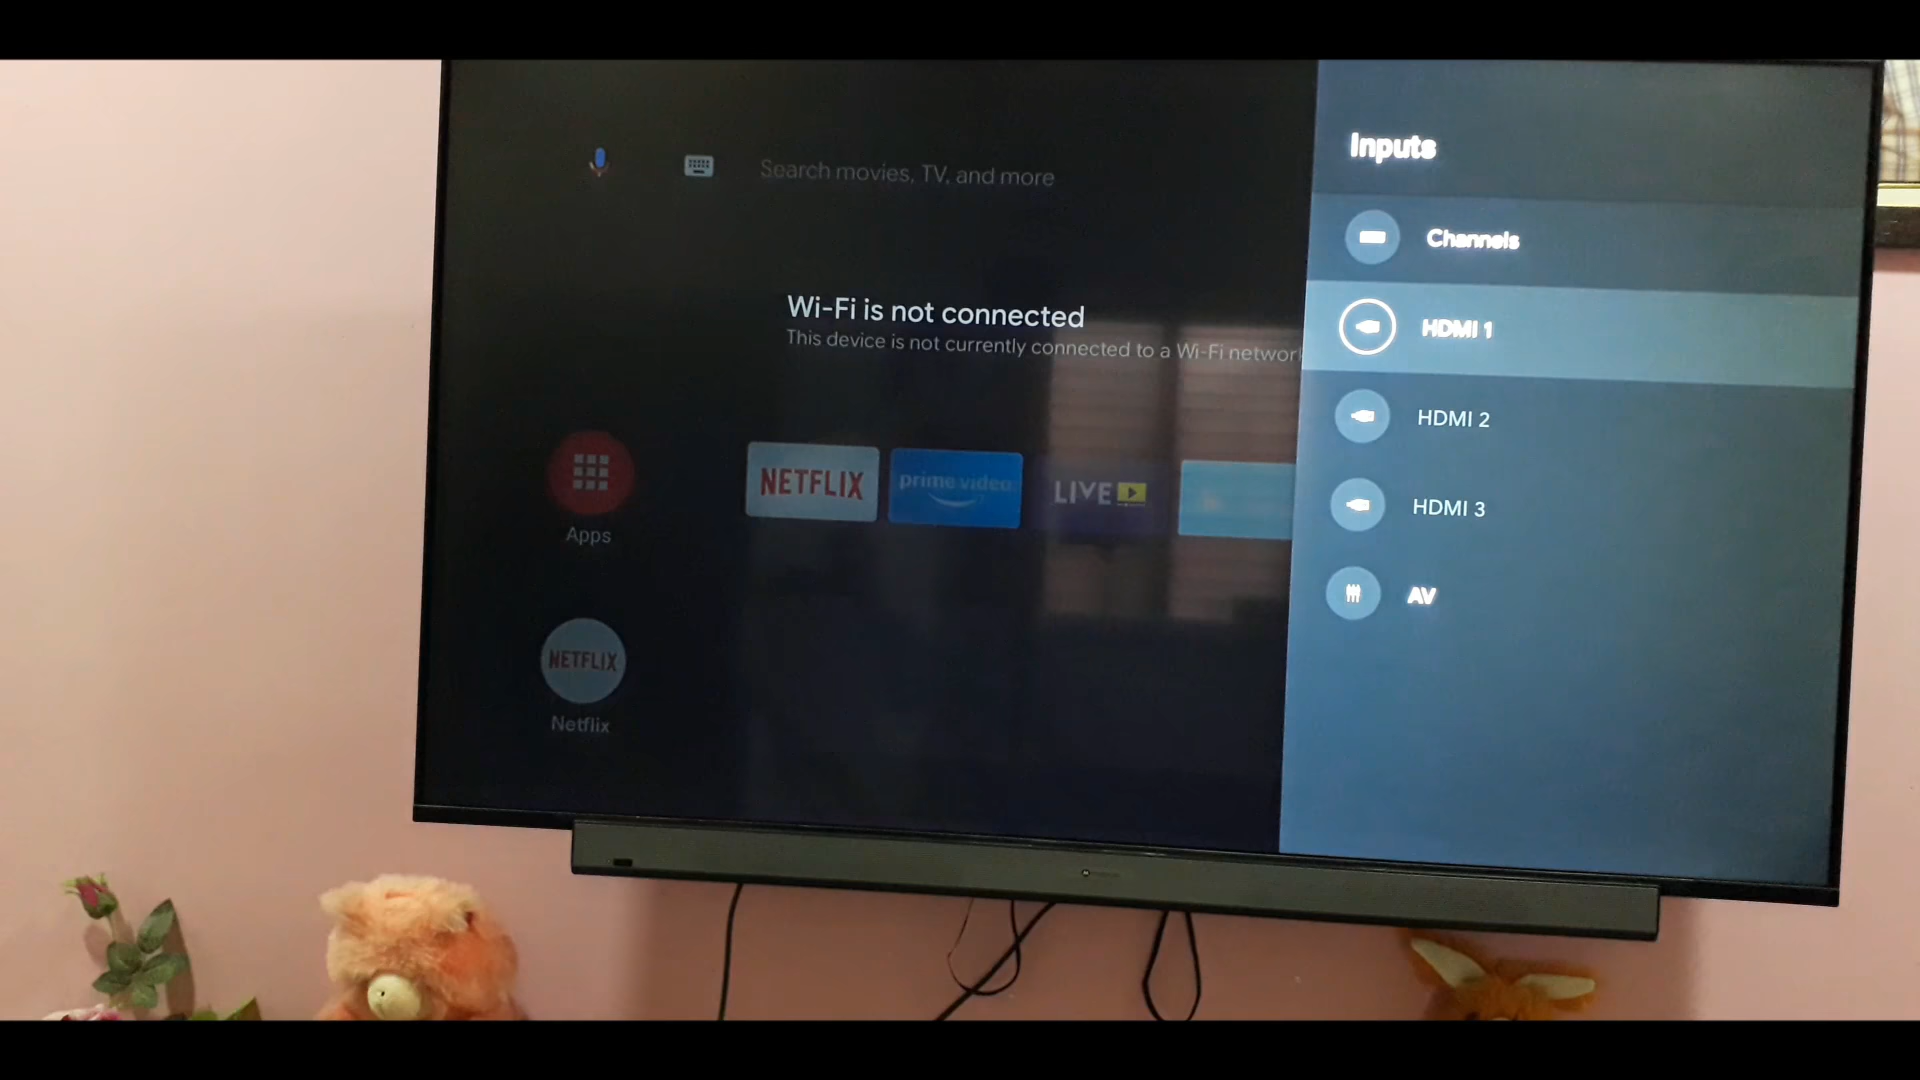 Search movies, TV, and more
Wi-Fi is not connected
This device is not currently connected to a Wi-Fi
NETFLIX
prime video
LIVE
Apps
NETFLIX
Netflix
Inputs
Channels
HDMI 1
HDMI 2
HDMI 3
AV